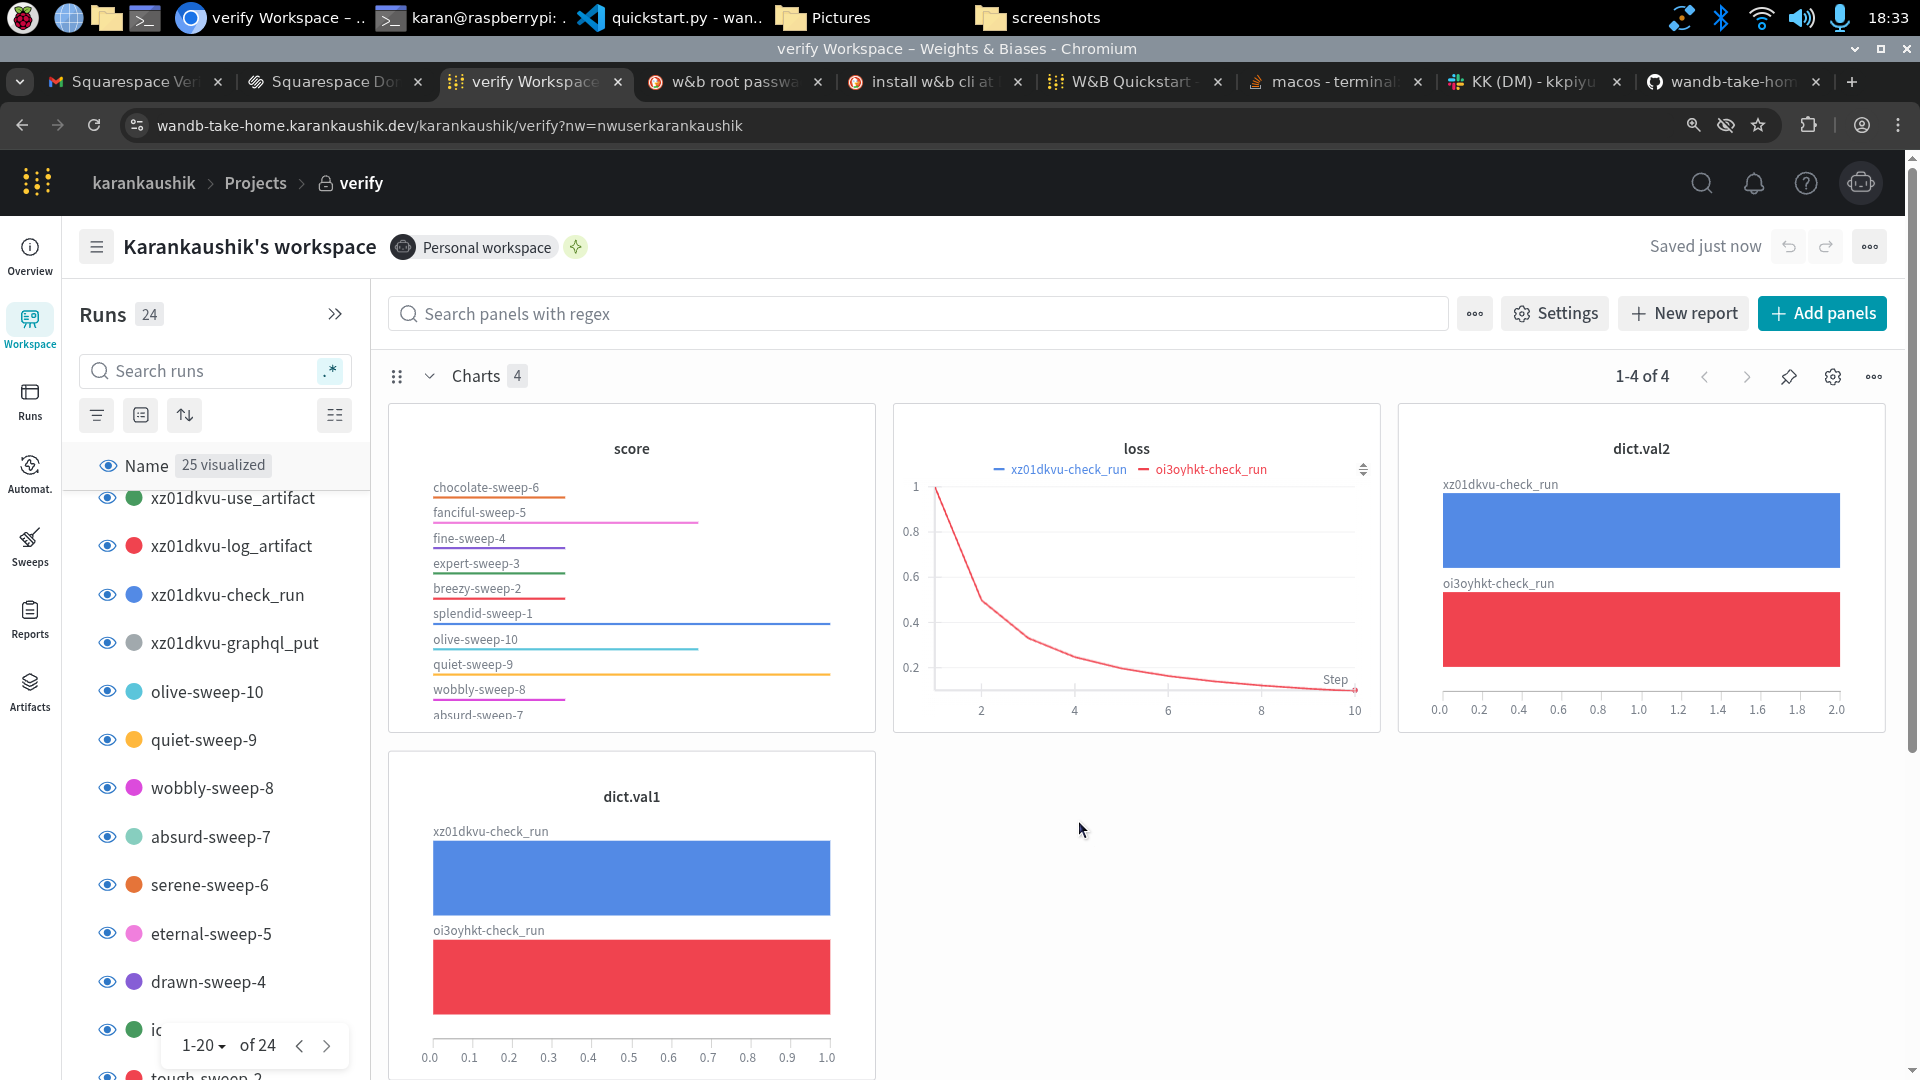 verify Workspace – ..
karan@raspberrypi: .
quickstart.py - wan..
Pictures
screenshots
18:33
verify Workspace – Weights & Biases - Chromium
Squarespace Ver
Squarespace Dor
verify Workspace
w&b root passwa
install w&b cli at
W&B Quickstart -
macos - terminal
KK (DM) - kkpiyu
wandb-take-hom
wandb-take-home.karankaushik.dev/karankaushik/verify?nw=nwuserkarankaushik
karankaushik > Projects > verify
Karankaushik's workspace
Personal workspace
Saved just now
Overview
Workspace
Runs
Automat.
Sweeps
Reports
Artifacts
Runs 24
Search runs
.*
Name 25 visualized
xz01dkvu-use_artifact
xz01dkvu-log_artifact
xz01dkvu-check_run
xz01dkvu-graphql_put
olive-sweep-10
quiet-sweep-9
wobbly-sweep-8
absurd-sweep-7
serene-sweep-6
eternal-sweep-5
drawn-sweep-4
tough-sweep-2
1-20 of 24
Search panels with regex
Settings
New report
Add panels
Charts 4
1-4 of 4
score
chocolate-sweep-6
fanciful-sweep-5
fine-sweep-4
expert-sweep-3
breezy-sweep-2
splendid-sweep-1
olive-sweep-10
quiet-sweep-9
wobbly-sweep-8
absurd-sweep-7
loss
xz01dkvu-check_run oi3oyhkt-check_run
1
0.8
0.6
0.4
0.2
Step
2 4 6 8 10
dict.val2
xz01dkvu-check_run
oi3oyhkt-check_run
0.0 0.2 0.4 0.6 0.8 1.0 1.2 1.4 1.6 1.8 2.0
dict.val1
xz01dkvu-check_run
oi3oyhkt-check_run
0.0 0.1 0.2 0.3 0.4 0.5 0.6 0.7 0.8 0.9 1.0